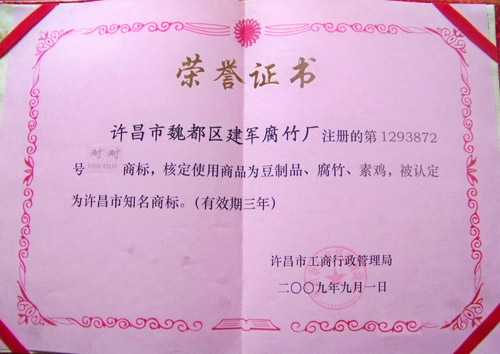 荣誉证书
许昌市魏都区建军腐竹厂注册的第1293872
号 对对 DUI DUI 商标，核定使用商品为豆制品、腐竹、素鸡，被认定
为许昌市知名商标。（有效期三年）
许昌市工商行政管理局
二〇〇九年九月一日